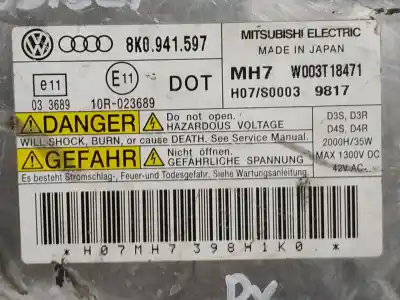 8K0.941.597
MITSUBISHI ELECTRIC
MADE IN JAPAN
e11
E11
DOT
MH7 W003T18471
03 3689
10R-023689
H07/S0003 9817
DANGER
Do not open.
HAZARDOUS VOLTAGE
WILL SHOCK, BURN, or cause DEATH. See Service Manual.
GEFAHR
Nicht öffnen.
GEFÄHRLICHE SPANNUNG
Es besteht Stromschlag-, Feuer-und Todesgefahr. Siehe Wartungsanleitung.
D3S, D3R
D4S, D4R
2000H/35W
MAX 1300V DC
42V AC~
*H07MH7398H1K0.*